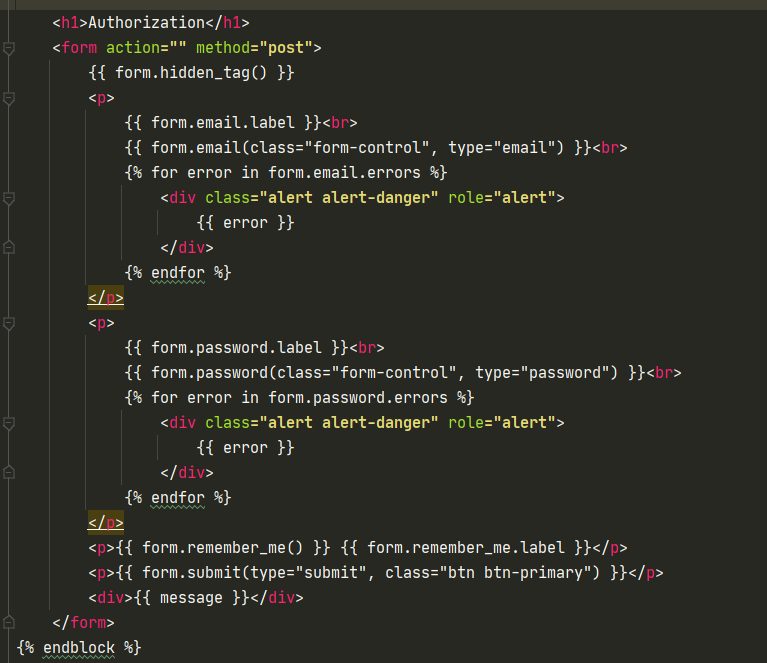 <h1>Authorization</h1>
<form action="" method="post">
{{ form.hidden_tag() }}
<p>
{{ form.email.label }}<br>
{{ form.email(class="form-control", type="email") }}<br>
{% for error in form.email.errors %}
<div class="alert alert-danger" role="alert">
{{ error }}
</div>
{% endfor %}
</p>
<p>
{{ form.password.label }}<br>
{{ form.password(class="form-control", type="password") }}<br>
{% for error in form.password.errors %}
<div class="alert alert-danger" role="alert">
{{ error }}
</div>
{% endfor %}
</p>
<p>{{ form.remember_me() }} {{ form.remember_me.label }}</p>
<p>{{ form.submit(type="submit", class="btn btn-primary") }}</p>
<div>{{ message }}</div>
</form>
{% endblock %}